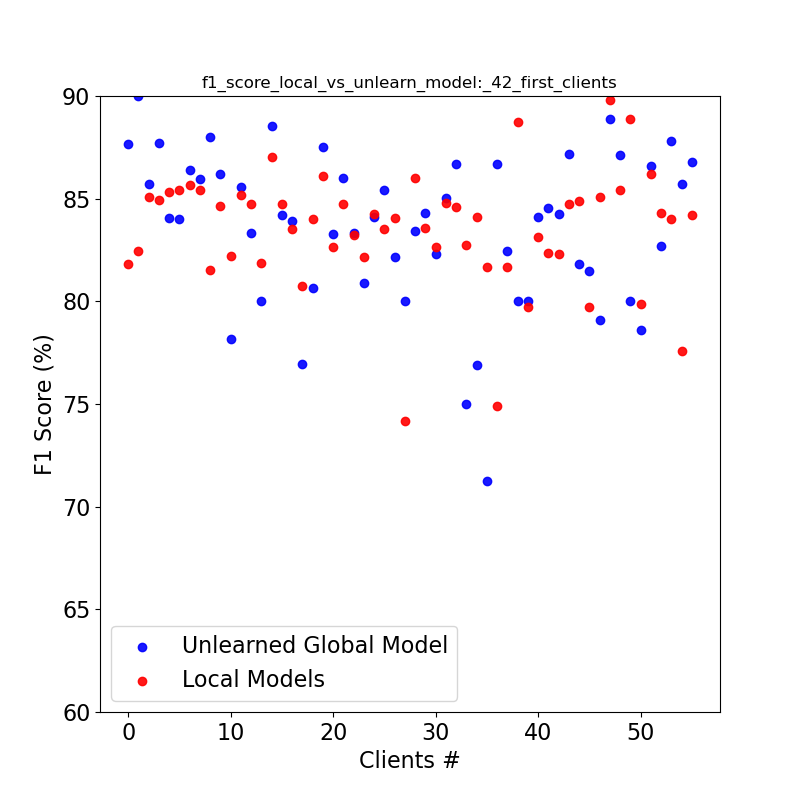 f1_score_local_vs_unlearn_model:_42_first_clients
90
85
80
75
70
65
60
F1 Score (%)
Unlearned Global Model
Local Models
0 10 20 30 40 50
Clients #